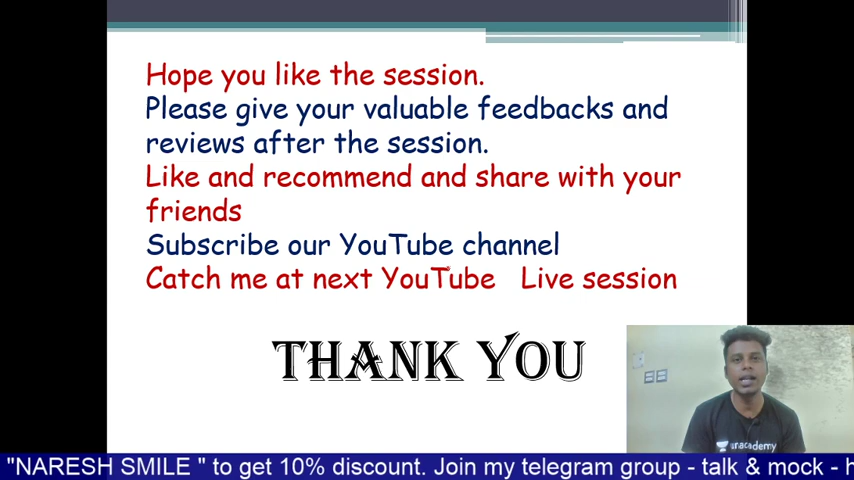 Hope you like the session.
Please give your valuable feedbacks and
reviews after the session.
Like and recommend and share with your
friends
Subscribe our YouTube channel
Catch me at next YouTube Live session
THANK YOU
"NARESH SMILE " to get 10% discount. Join my telegram group - talk & mock - h